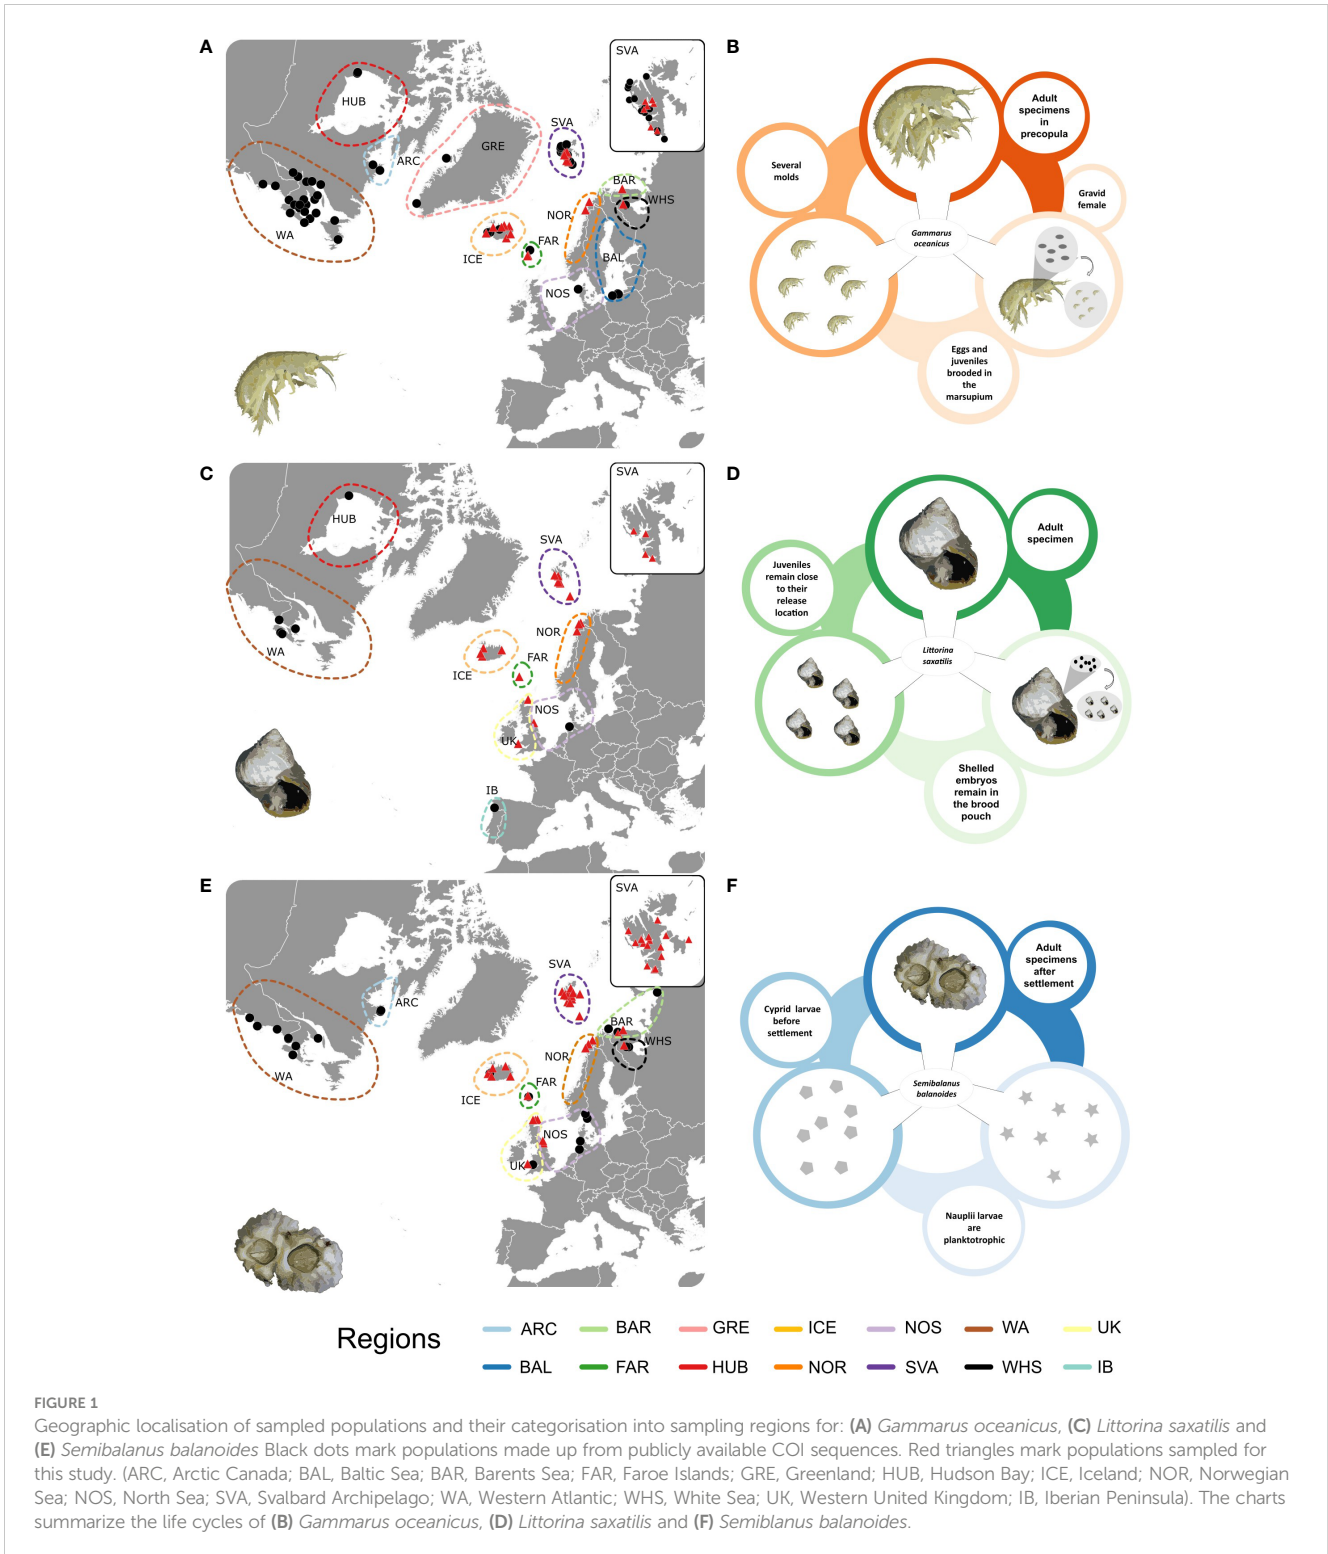 A
SVA
HUB
ARC
GRE
SVA
WA
BAR
WHS
NOR
ICE
FAR
BAL
NOS
B
Adult
specimens
in
precopula
Several
molds
Gravid
female
Gammarus
oceanicus
Eggs and
juveniles
brooded in
the
marsupium
C
SVA
HUB
SVA
WA
NOR
ICE
FAR
NOS
UK
IB
D
Adult
specimen
Juveniles
remain close
to their
release
location
Littorina
saxatilis
Shelled
embryos
remain in
the brood
pouch
E
SVA
ARC
SVA
WA
BAR
WHS
NOR
ICE
FAR
NOS
UK
F
Adult
specimens
after
settlement
Cyprid larvae
before
settlement
Semibalanus
balanoides
Nauplii larvae
are
planktotrophic
Regions
ARC BAR GRE ICE NOS WA UK
BAL FAR HUB NOR SVA WHS IB
FIGURE 1
Geographic localisation of sampled populations and their categorisation into sampling regions for: (A) Gammarus oceanicus, (C) Littorina saxatilis and
(E) Semibalanus balanoides Black dots mark populations made up from publicly available COI sequences. Red triangles mark populations sampled for
this study. (ARC, Arctic Canada; BAL, Baltic Sea; BAR, Barents Sea; FAR, Faroe Islands; GRE, Greenland; HUB, Hudson Bay; ICE, Iceland; NOR, Norwegian
Sea; NOS, North Sea; SVA, Svalbard Archipelago; WA, Western Atlantic; WHS, White Sea; UK, Western United Kingdom; IB, Iberian Peninsula). The charts
summarize the life cycles of (B) Gammarus oceanicus, (D) Littorina saxatilis and (F) Semiblanus balanoides.